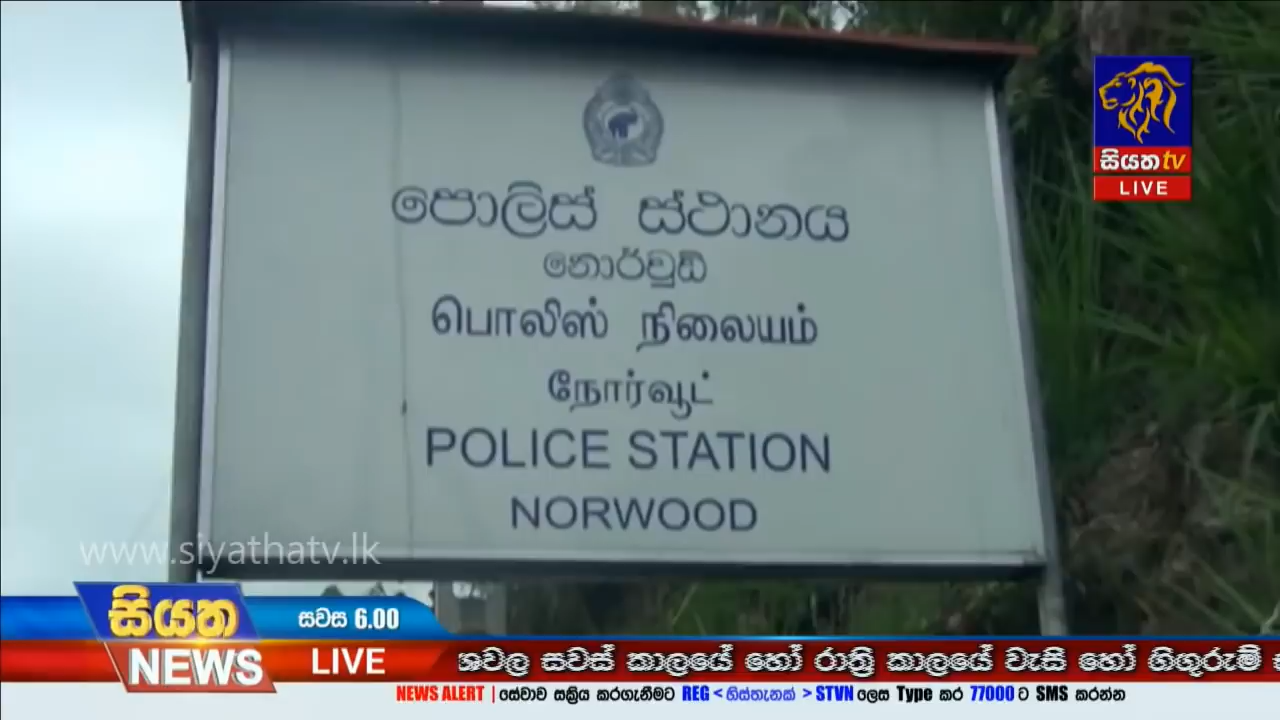 සියත tv
LIVE
පොලිස් ස්ථානය
නොර්වුඩ්
பொலிஸ் நிலையம்
நோர்வூட்
POLICE STATION
NORWOOD
www.siyathatv.lk
සියත
NEWS
සවස 6.00
LIVE
ශවල සවස් කාලයේ හෝ රාත්‍රි කාලයේ වැසි හෝ ගිගුරුම්
NEWS ALERT | සේවාව සක්‍රිය කරගැනීමට REG < හිස්තැනක් > STVN ලෙස Type කර 77000 ට SMS කරන්න